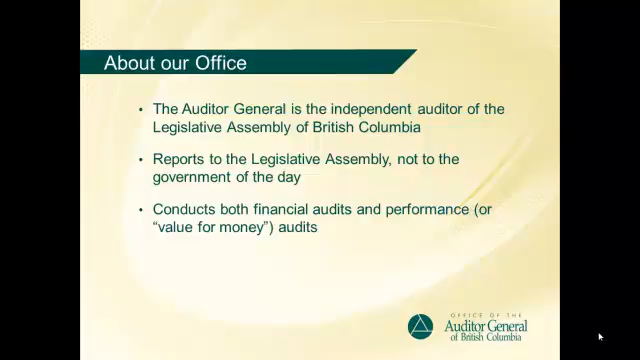 About our Office
• The Auditor General is the independent auditor of the
Legislative Assembly of British Columbia
• Reports to the Legislative Assembly, not to the
government of the day
• Conducts both financial audits and performance (or
“value for money”) audits
OFFICE OF THE
Auditor General
of British Columbia